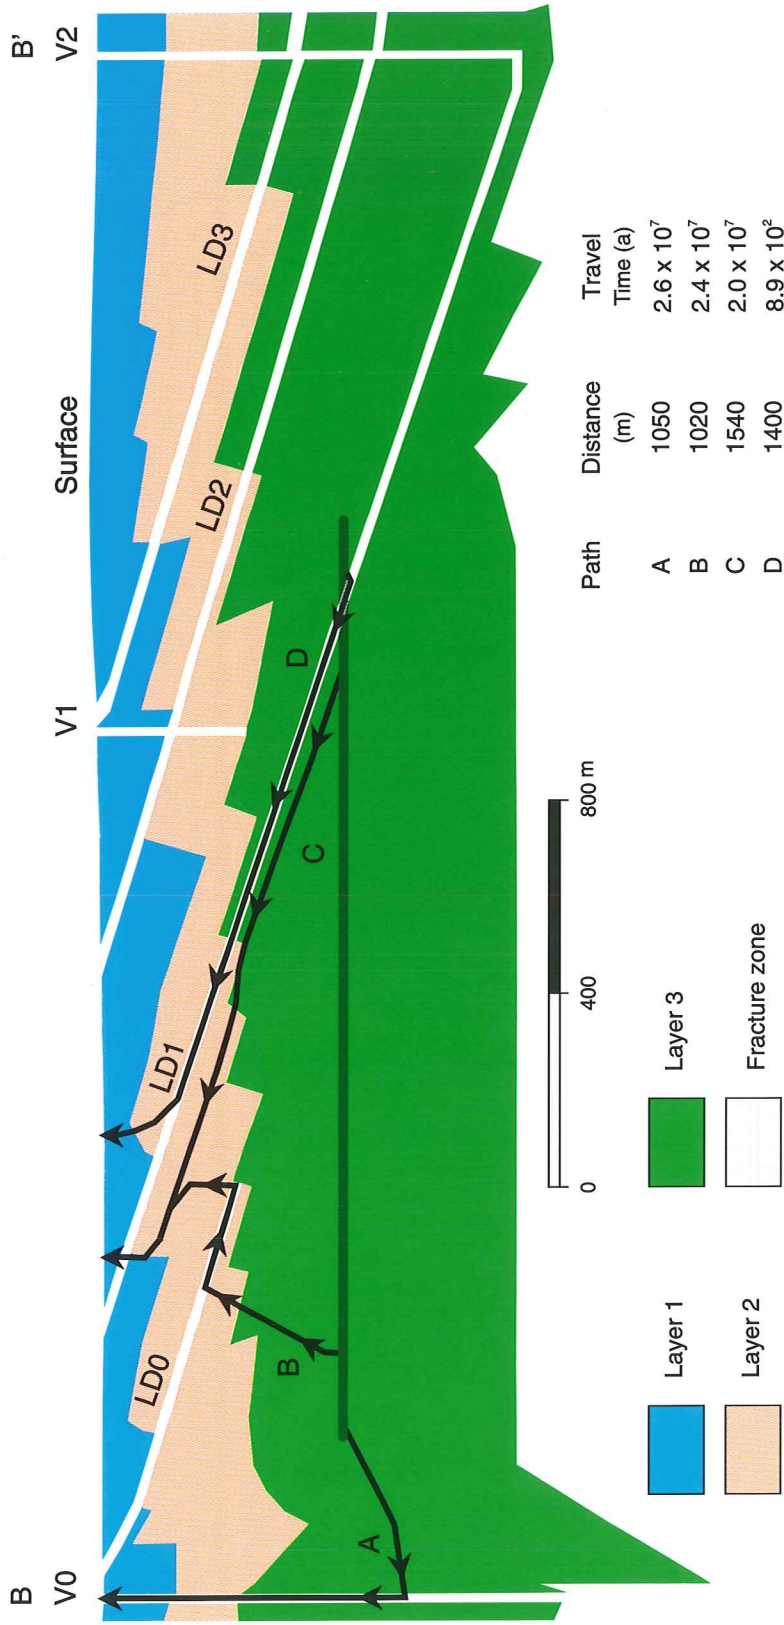 B B'
V0 V1 Surface V2
LD0
LD1
LD2
LD3
A
B
C
D
0 400 800 m
Layer 1
Layer 2
Layer 3
Fracture zone
Path Distance Travel
(m) Time (a)
A 1050 2.6 x 10⁷
B 1020 2.4 x 10⁷
C 1540 2.0 x 10⁷
D 1400 8.9 x 10²